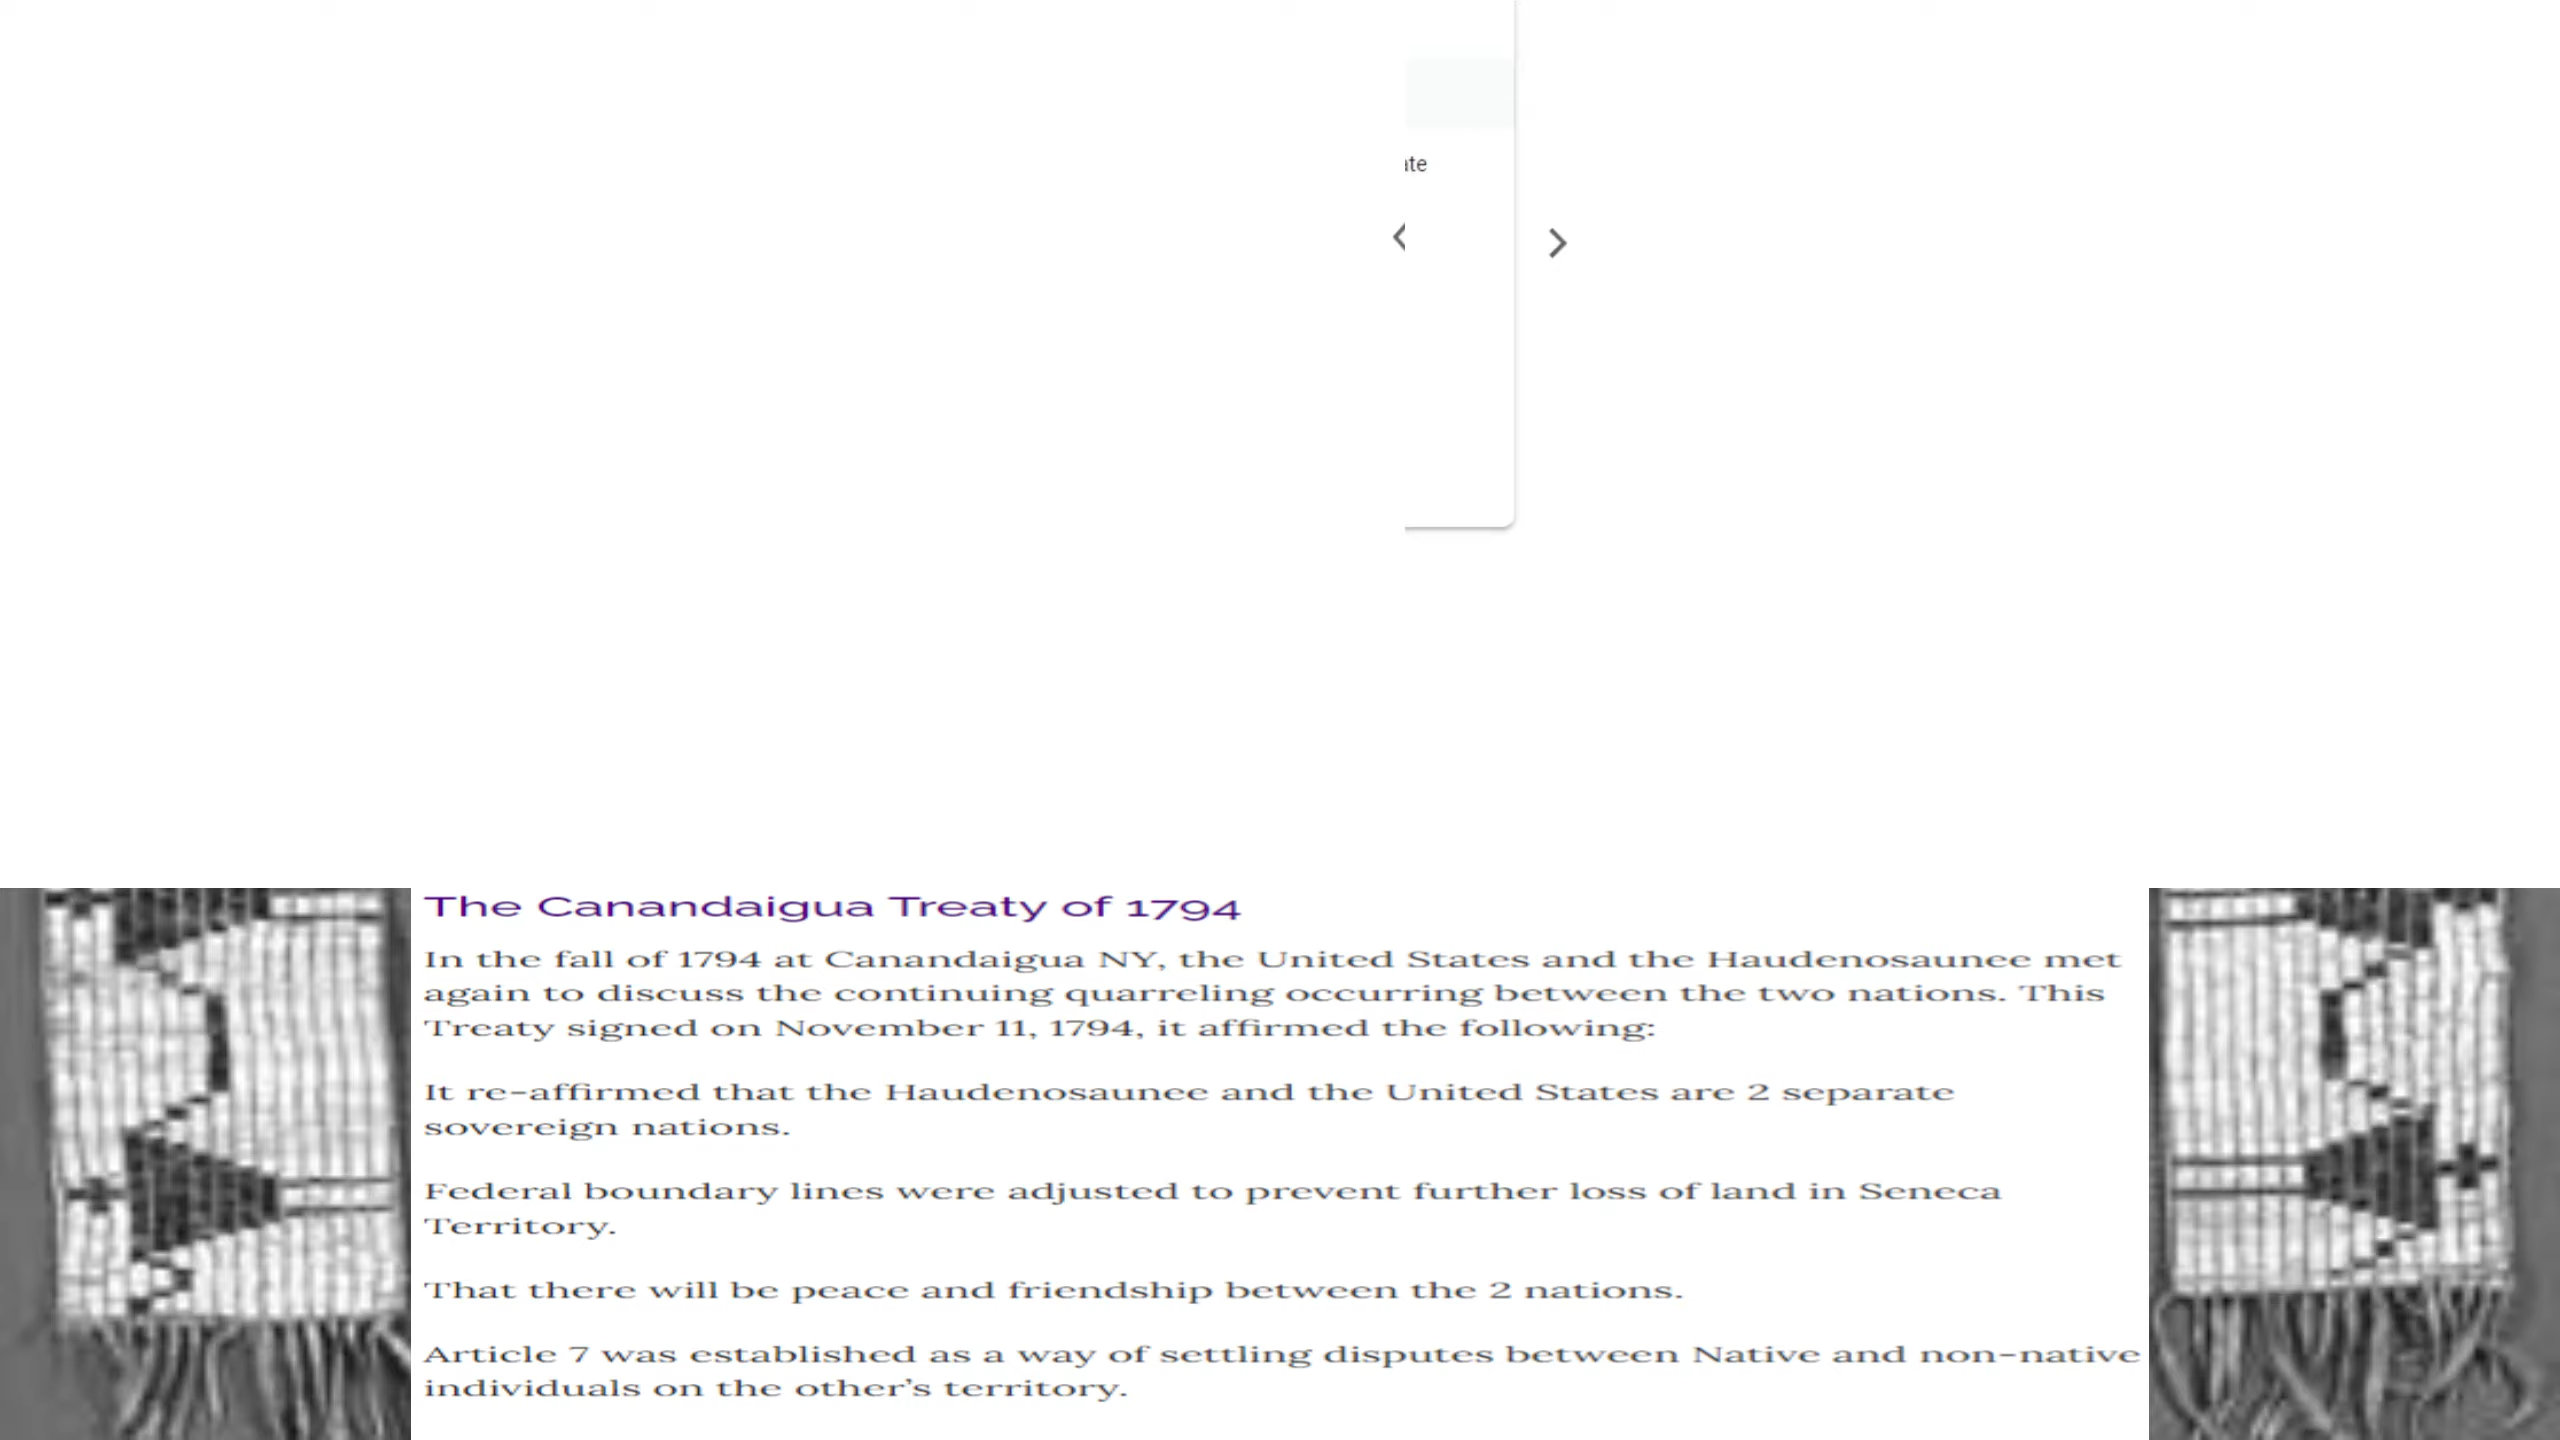 The Canandaigua Treaty of 1794
In the fall of 1794 at Canandaigua NY, the United States and the Haudenosaunee met
again to discuss the continuing quarreling occurring between the two nations. This
Treaty signed on November 11, 1794, it affirmed the following:
It re-affirmed that the Haudenosaunee and the United States are 2 separate
sovereign nations.
Federal boundary lines were adjusted to prevent further loss of land in Seneca
Territory.
That there will be peace and friendship between the 2 nations.
Article 7 was established as a way of settling disputes between Native and non-native
individuals on the other’s territory.